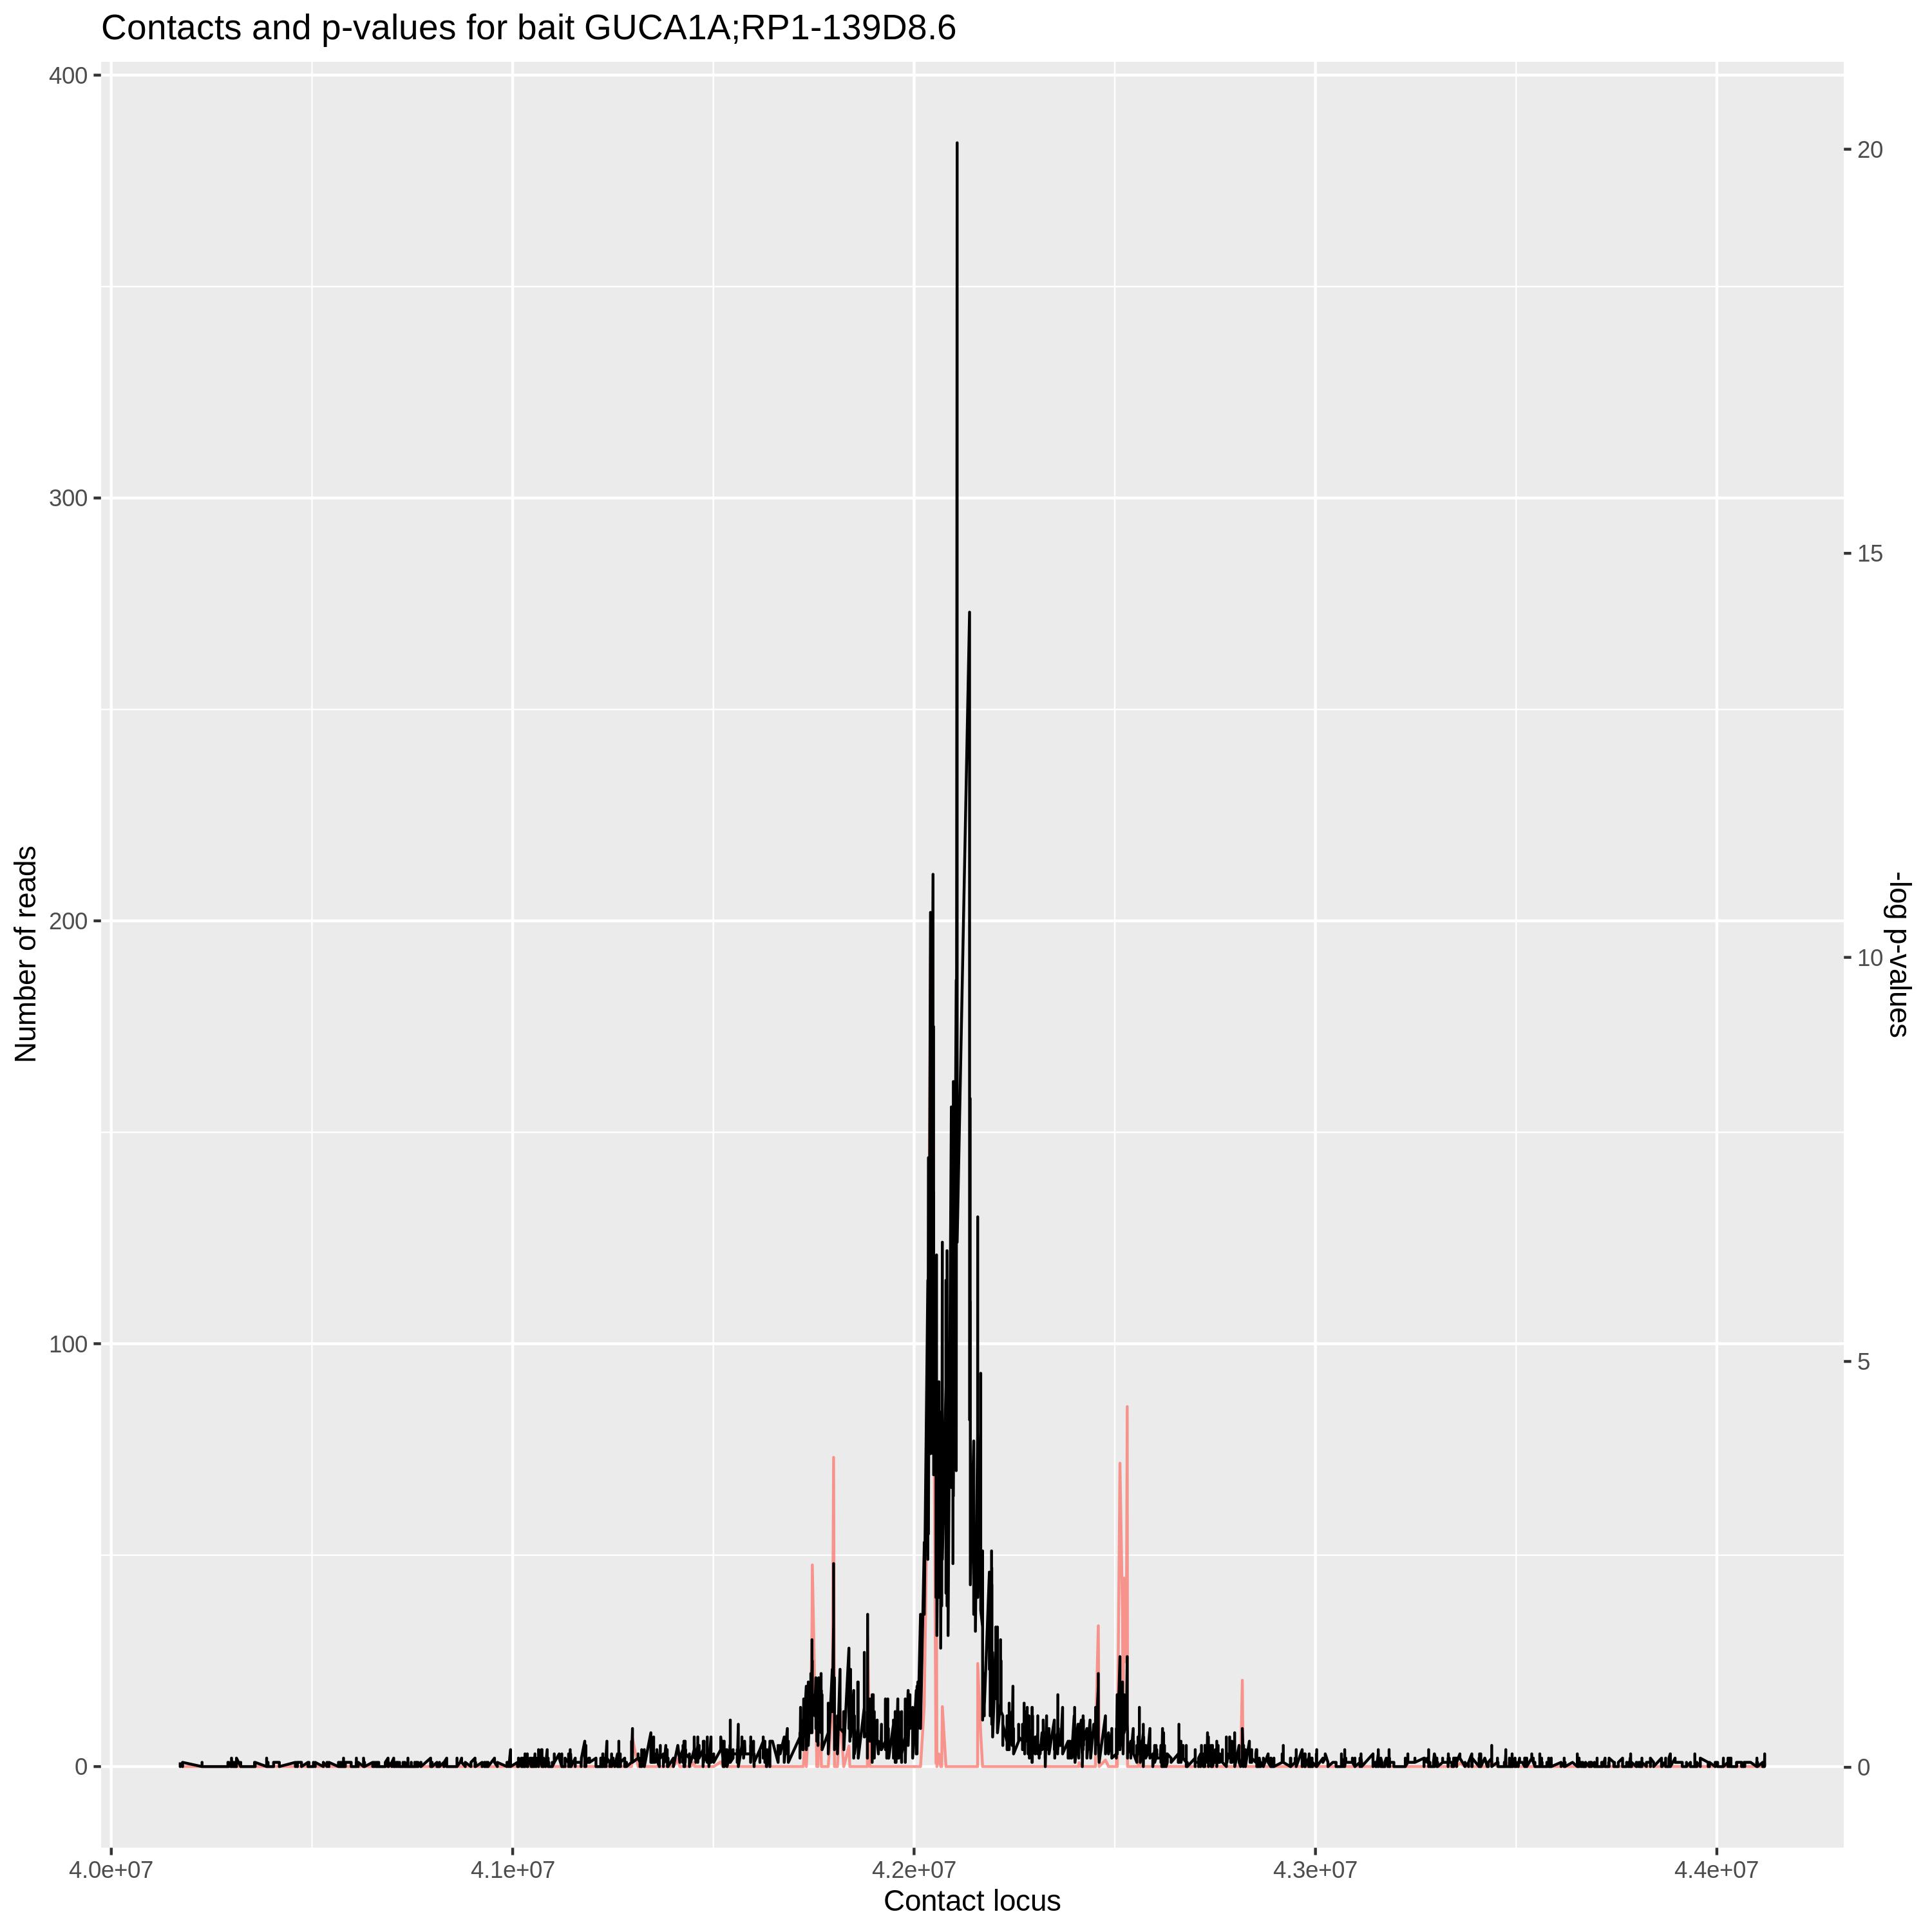 Contacts and p-values for bait GUCA1A;RP1-139D8.6
400
300
200
100
0
Number of reads
20
15
10
5
0
-log p-values
4.0e+07
4.1e+07
4.2e+07
4.3e+07
4.4e+07
Contact locus